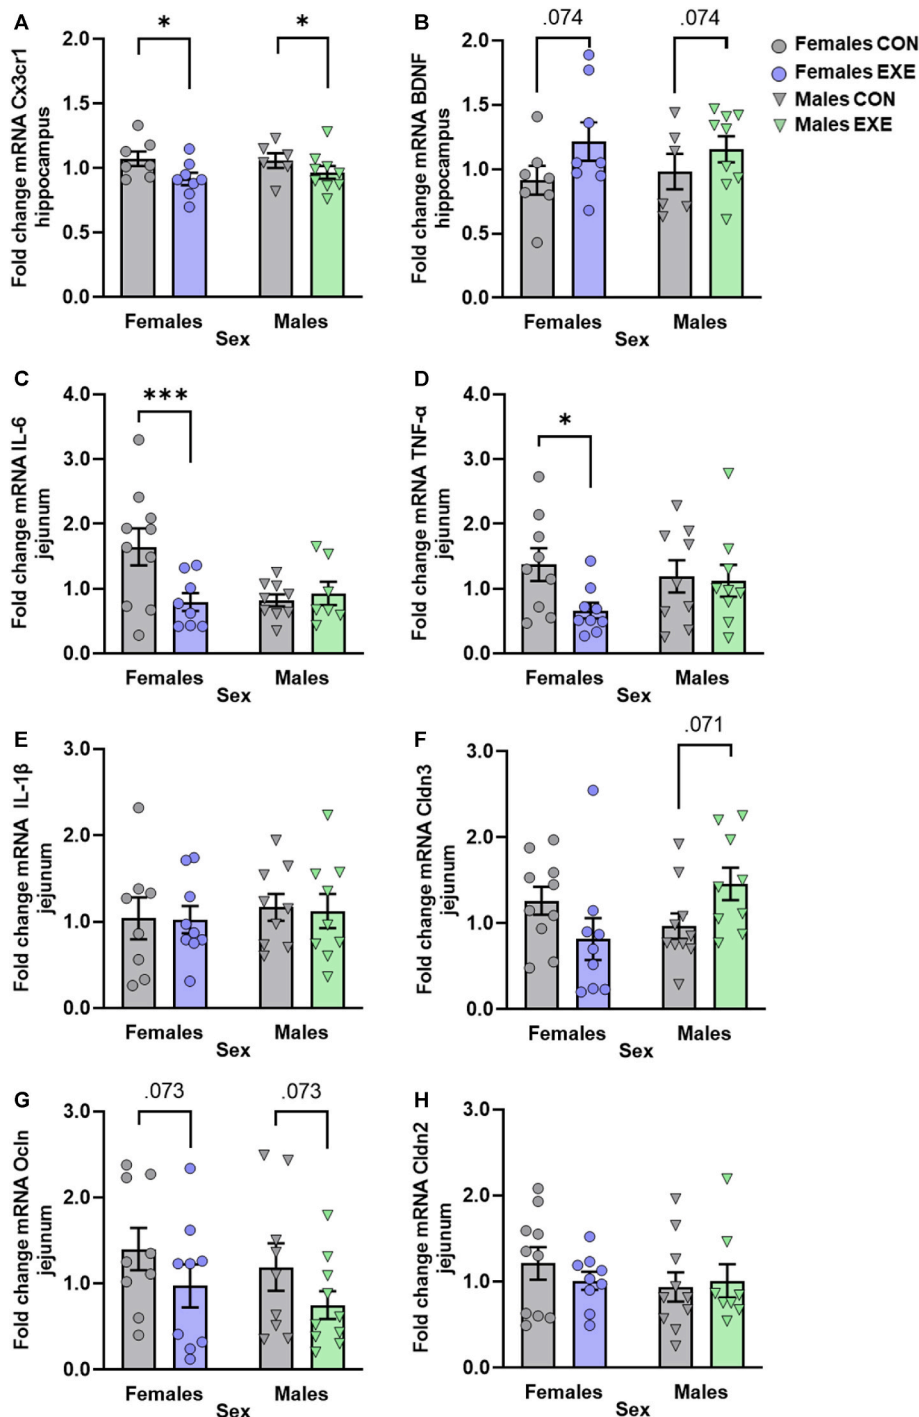 A
Fold change mRNA Cx3cr1
hippocampus
2.0
1.5
1.0
0.5
0.0
*
*
Females
Males
Sex
B
Fold change mRNA BDNF
hippocampus
2.0
1.5
1.0
0.5
0.0
.074
.074
Females
Males
Sex
Females CON
Females EXE
Males CON
Males EXE
C
Fold change mRNA IL-6
jejunum
4.0
3.0
2.0
1.0
0.0
***
Females
Males
Sex
D
Fold change mRNA TNF-α
jejunum
4.0
3.0
2.0
1.0
0.0
*
Females
Males
Sex
E
Fold change mRNA IL-1β
jejunum
3.0
2.0
1.0
0.0
Females
Males
Sex
F
Fold change mRNA Cldn3
jejunum
3.0
2.0
1.0
0.0
.071
Females
Males
Sex
G
Fold change mRNA Ocln
jejunum
3.0
2.0
1.0
0.0
.073
.073
Females
Males
Sex
H
Fold change mRNA Cldn2
jejunum
3.0
2.0
1.0
0.0
Females
Males
Sex